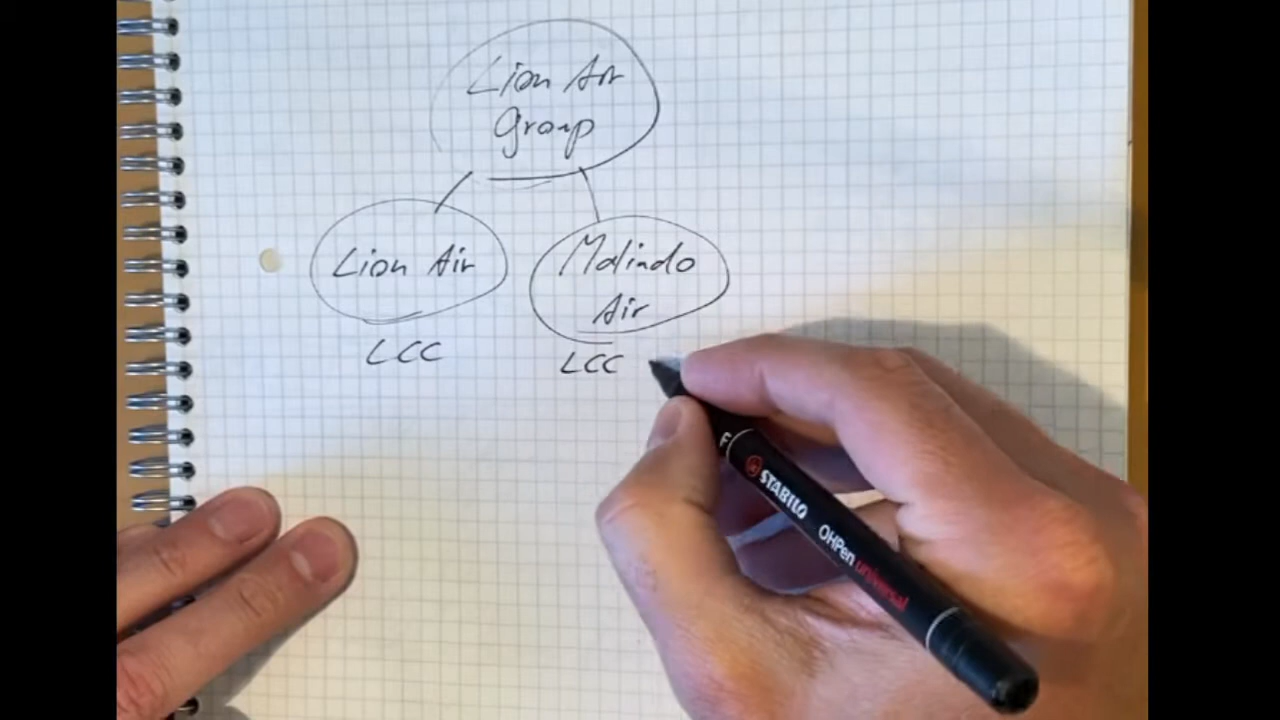 Lion Air
Group
Lion Air
Malindo
Air
LCC
LCC
F
STABILO OHPen universal